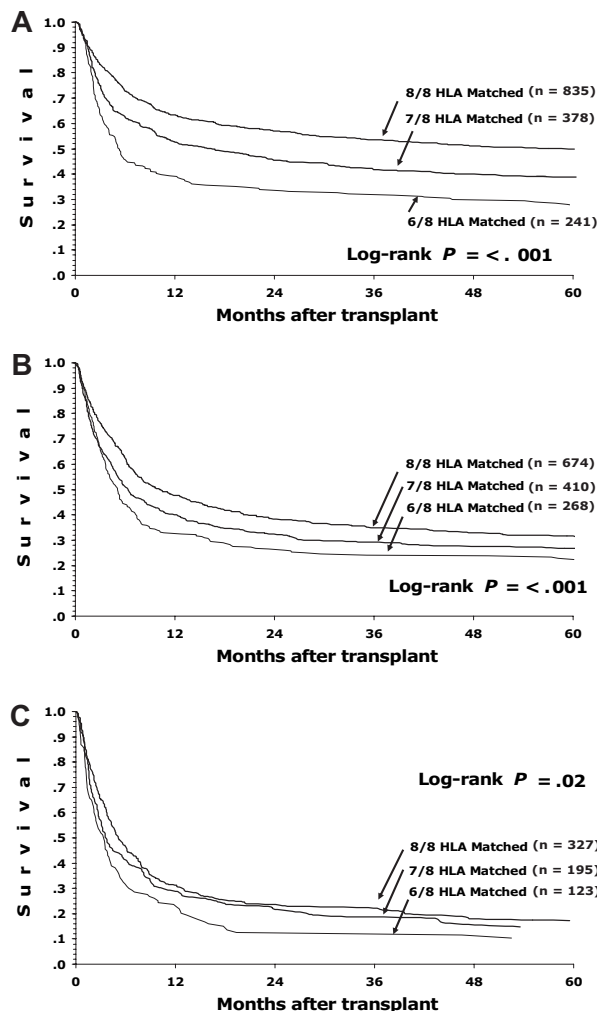 A
1.0
.9
.8
.7
.6
.5
.4
.3
.2
.1
.0
Survival
8/8 HLA Matched (n = 835)
7/8 HLA Matched (n = 378)
6/8 HLA Matched (n = 241)
Log-rank P = <. 001
0 12 24 36 48 60
Months after transplant
B
1.0
.9
.8
.7
.6
.5
.4
.3
.2
.1
.0
Survival
8/8 HLA Matched (n = 674)
7/8 HLA Matched (n = 410)
6/8 HLA Matched (n = 268)
Log-rank P = <.001
0 12 24 36 48 60
Months after transplant
C
1.0
.9
.8
.7
.6
.5
.4
.3
.2
.1
.0
Survival
Log-rank P = .02
8/8 HLA Matched (n = 327)
7/8 HLA Matched (n = 195)
6/8 HLA Matched (n = 123)
0 12 24 36 48 60
Months after transplant